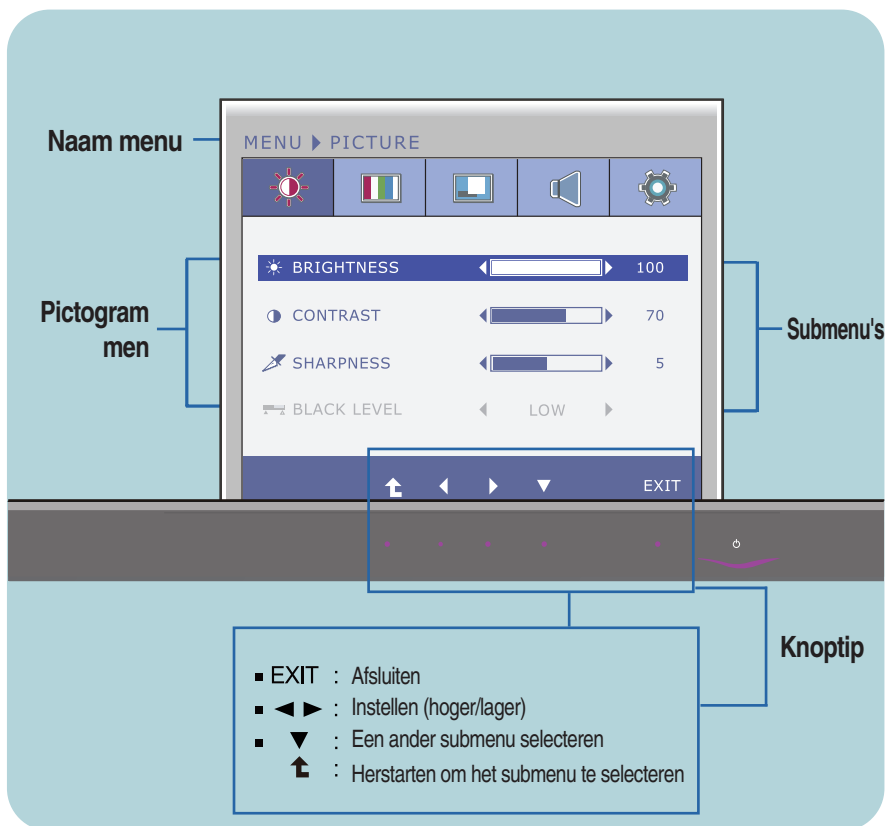 Naam menu
MENU ▶ PICTURE
BRIGHTNESS ◀ ▶ 100
CONTRAST ◀ ▶ 70
SHARPNESS ◀ ▶ 5
BLACK LEVEL ◀ LOW ▶
Pictogram
men
Submenu's
◀ ▶ ▼ EXIT
Knoptip
▪ EXIT : Afsluiten
▪ ◀ ▶ : Instellen (hoger/lager)
▪ ▼ : Een ander submenu selecteren
: Herstarten om het submenu te selecteren